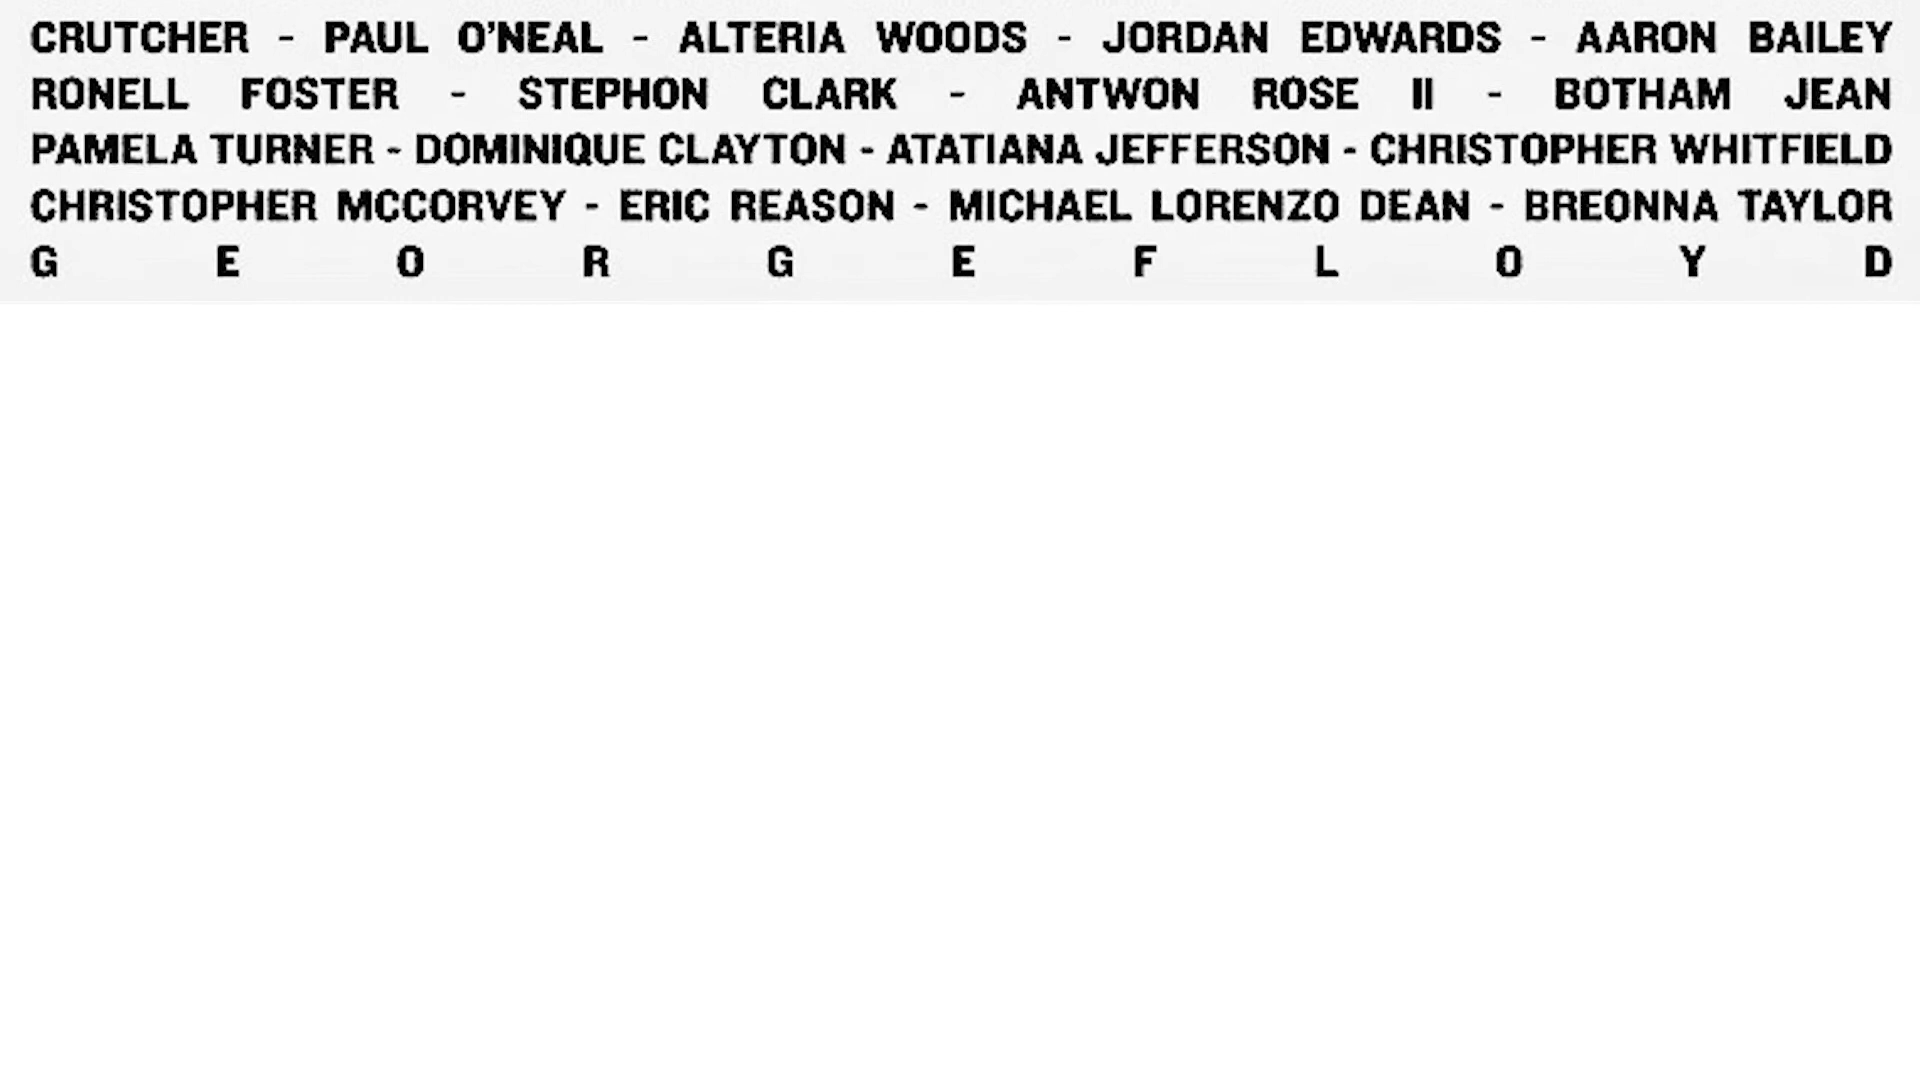 CRUTCHER - PAUL O'NEAL - ALTERIA WOODS - JORDAN EDWARDS - AARON BAILEY
RONELL FOSTER - STEPHON CLARK - ANTWON ROSE II - BOTHAM JEAN
PAMELA TURNER - DOMINIQUE CLAYTON - ATATIANA JEFFERSON - CHRISTOPHER WHITFIELD
CHRISTOPHER MCCORVEY - ERIC REASON - MICHAEL LORENZO DEAN - BREONNA TAYLOR
G E O R G E F L O Y D